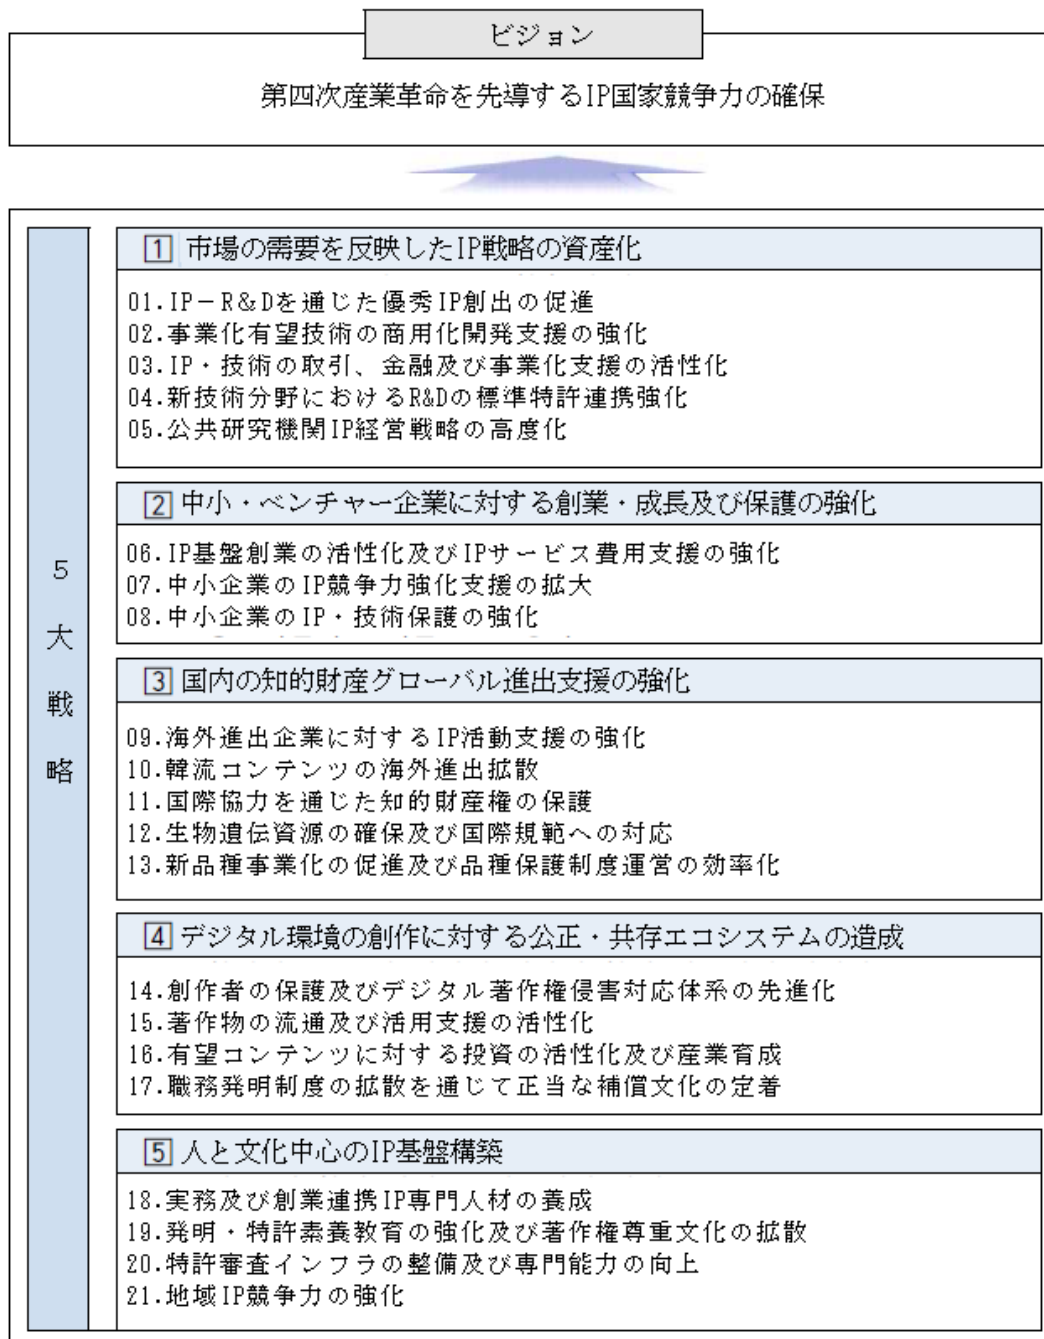 ビジョン
第四次産業革命を先導するIP国家競争力の確保
5大戦略
1 市場の需要を反映したIP戦略の資産化
01.IP－R&Dを通じた優秀IP創出の促進
02.事業化有望技術の商用化開発支援の強化
03.IP・技術の取引、金融及び事業化支援の活性化
04.新技術分野におけるR&Dの標準特許連携強化
05.公共研究機関IP経営戦略の高度化
2 中小・ベンチャー企業に対する創業・成長及び保護の強化
06.IP基盤創業の活性化及びIPサービス費用支援の強化
07.中小企業のIP競争力強化支援の拡大
08.中小企業のIP・技術保護の強化
3 国内の知的財産グローバル進出支援の強化
09.海外進出企業に対するIP活動支援の強化
10.韓流コンテンツの海外進出拡散
11.国際協力を通じた知的財産権の保護
12.生物遺伝資源の確保及び国際規範への対応
13.新品種事業化の促進及び品種保護制度運営の効率化
4 デジタル環境の創作に対する公正・共存エコシステムの造成
14.創作者の保護及びデジタル著作権侵害対応体系の先進化
15.著作物の流通及び活用支援の活性化
16.有望コンテンツに対する投資の活性化及び産業育成
17.職務発明制度の拡散を通じて正当な補償文化の定着
5 人と文化中心のIP基盤構築
18.実務及び創業連携IP専門人材の養成
19.発明・特許素養教育の強化及び著作権尊重文化の拡散
20.特許審査インフラの整備及び専門能力の向上
21.地域IP競争力の強化